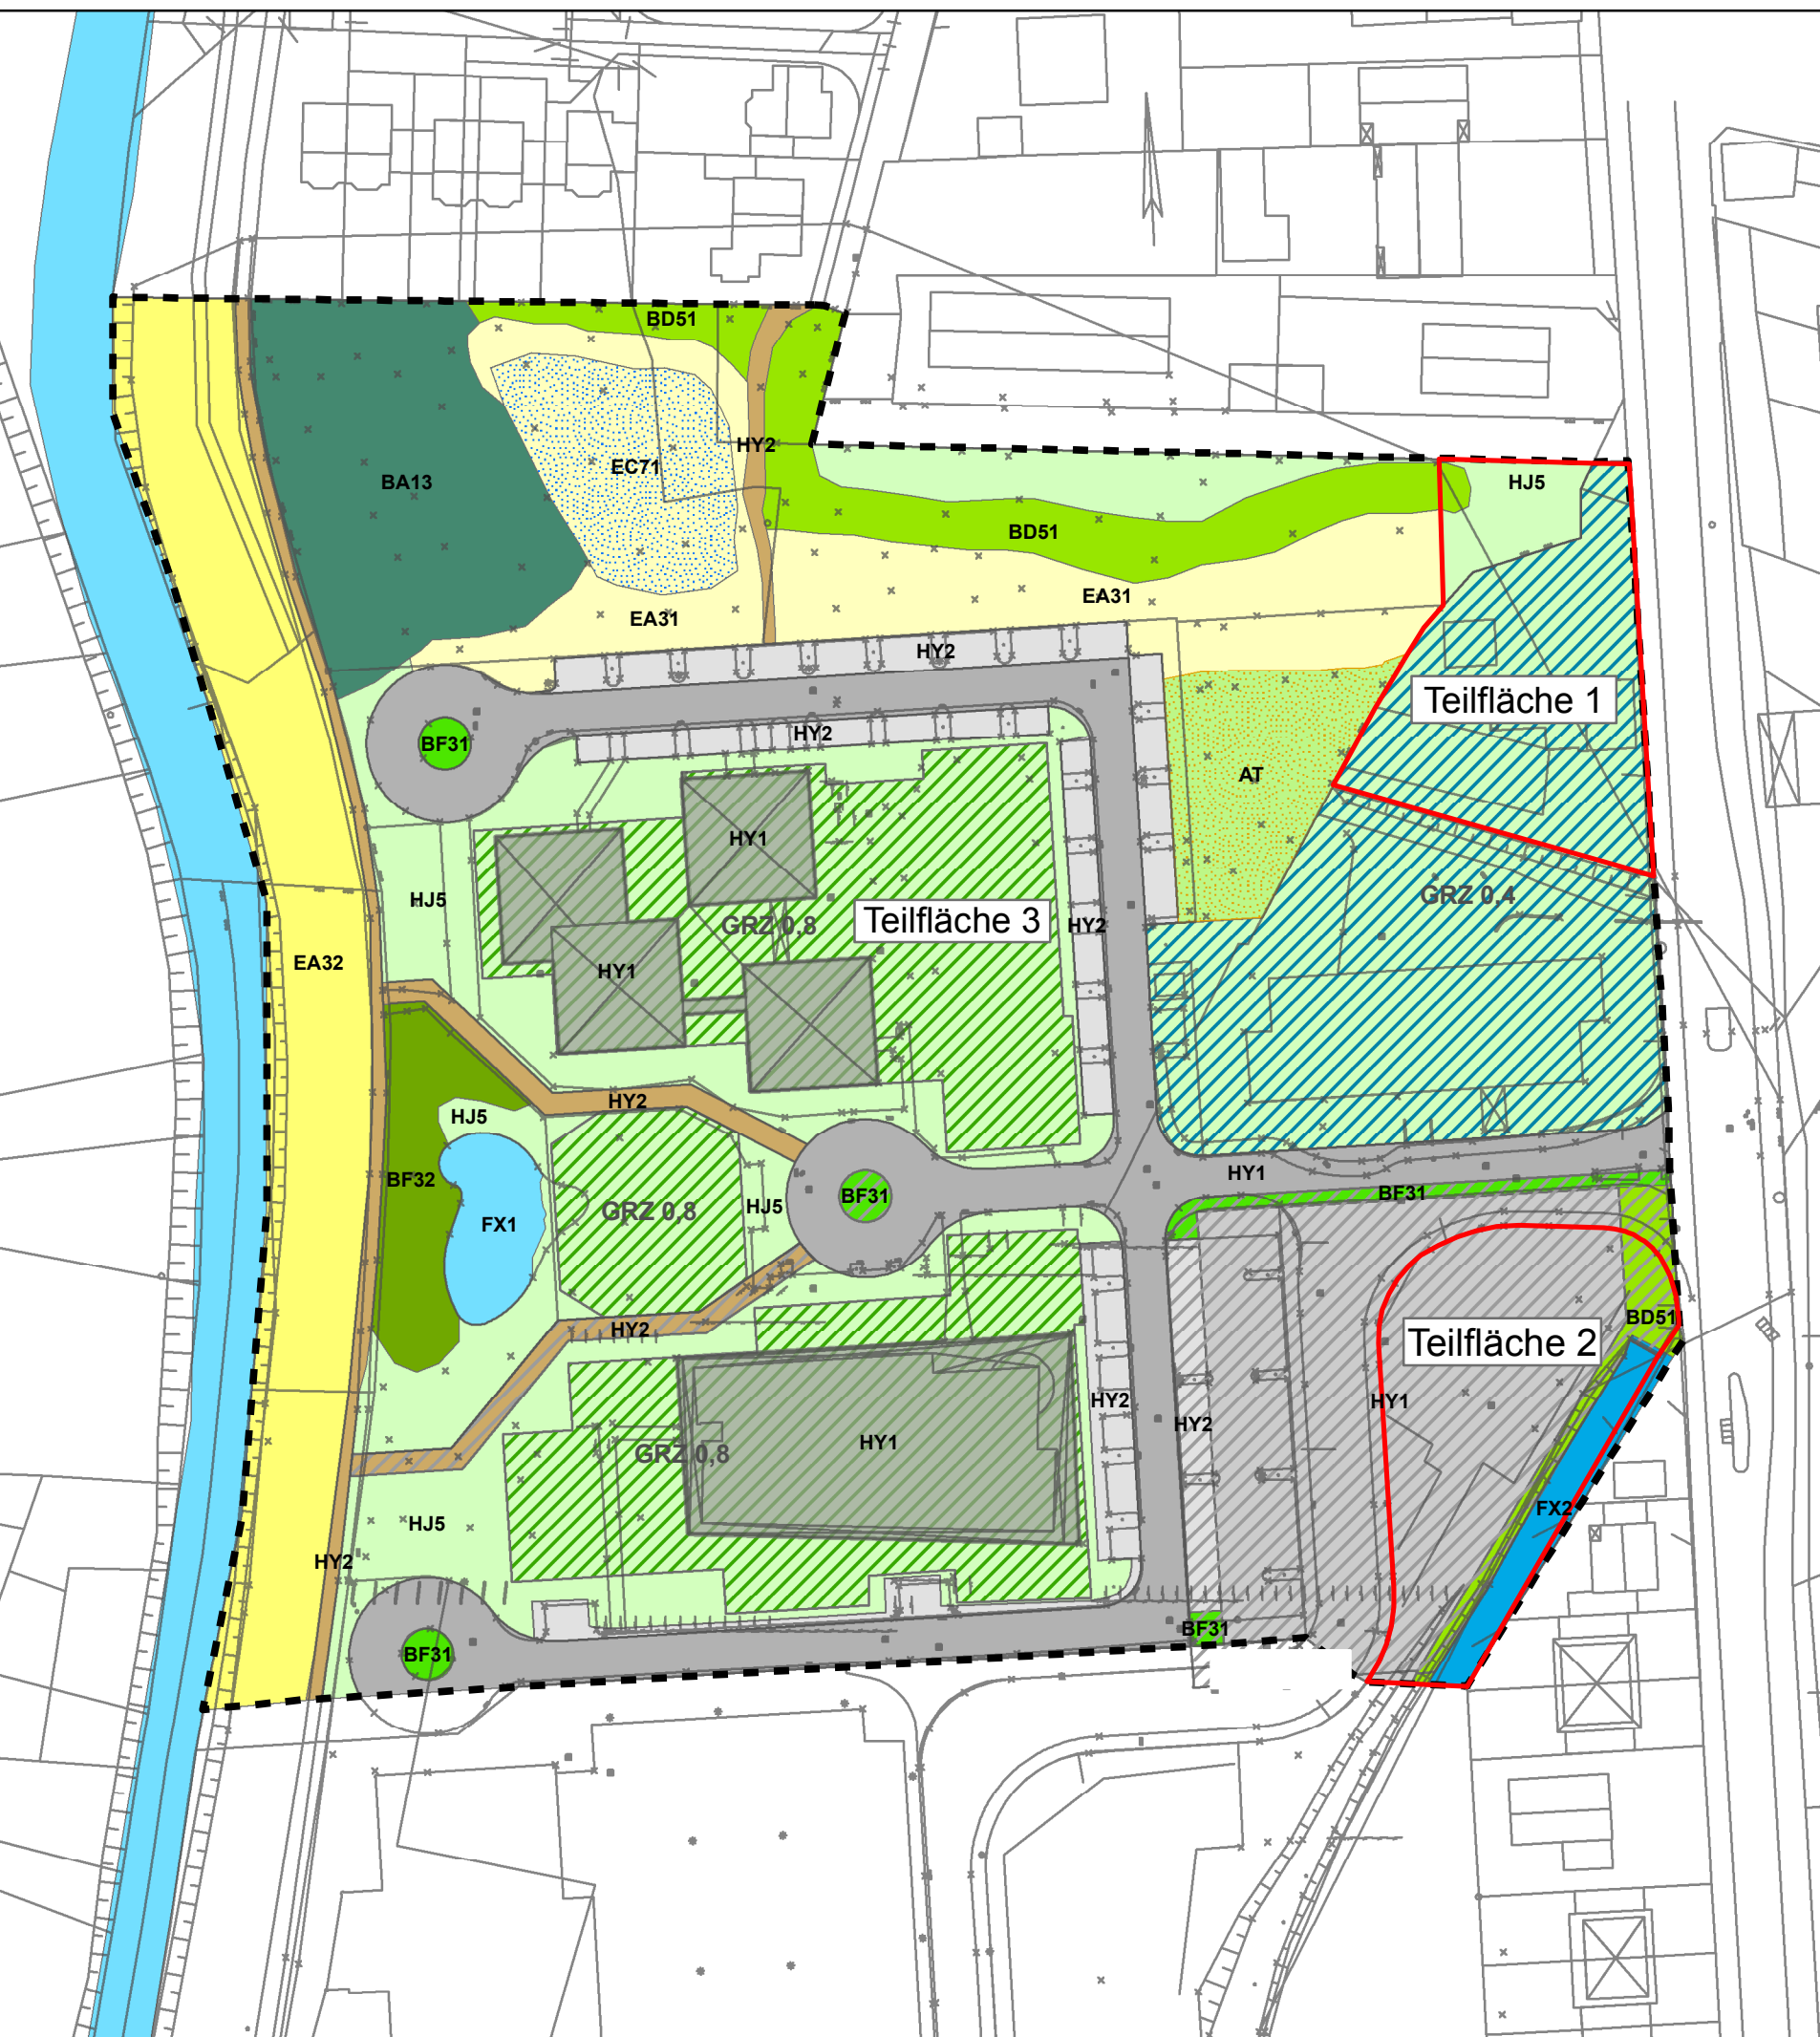 BD51
HY2
EC71
BA13
HJ5
BD51
EA31
EA31
HY2
Teilfläche 1
HY2
BF31
AT
HY1
HJ5
GRZ 0.4
Teilfläche 3
GRZ 0,8
HY2
EA32
HY1
HY2
HJ5
HY1
BF32
BF31
BF31
HJ5
GRZ 0,8
FX1
BD51
HY2
Teilfläche 2
HY2
HY1
HY2
HY1
GRZ 0,8
FX2
HJ5
HY2
BF31
BF31